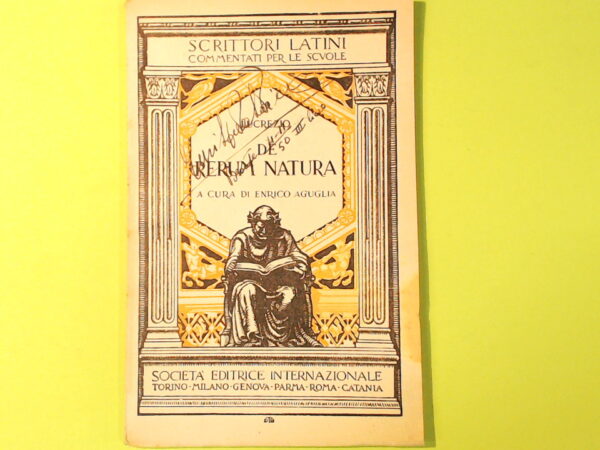 SCRITTORI LATINI
COMMENTATI PER LE SCVOLE
CREZIO
DE
RERUM NATURA
A CURA DI ENRICO AGUGLIA
SOCIETA' EDITRICE INTERNAZIONALE
TORINO-MILANO-GENOVA-PARMA-ROMA-CATANIA